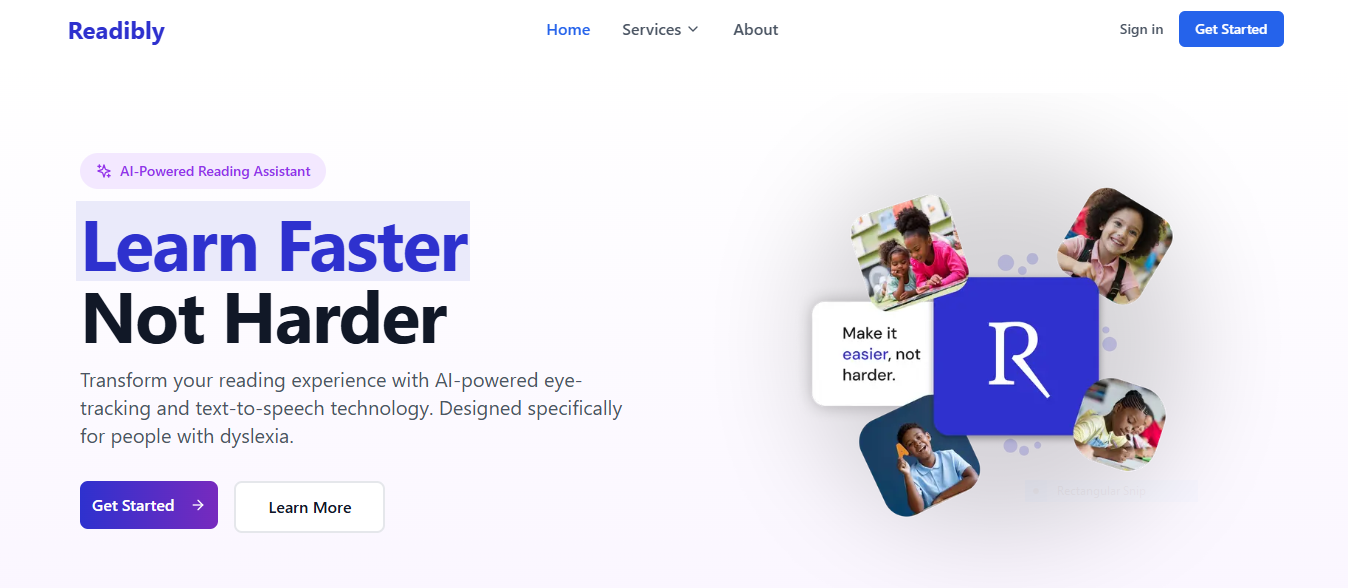 Readibly
Home
Services
About
Sign in
Get Started
AI-Powered Reading Assistant
Learn Faster
Not Harder
Transform your reading experience with AI-powered eye-
tracking and text-to-speech technology. Designed specifically
for people with dyslexia.
Get Started
Learn More
Make it
easier, not
harder.
R
Rectangular Snip